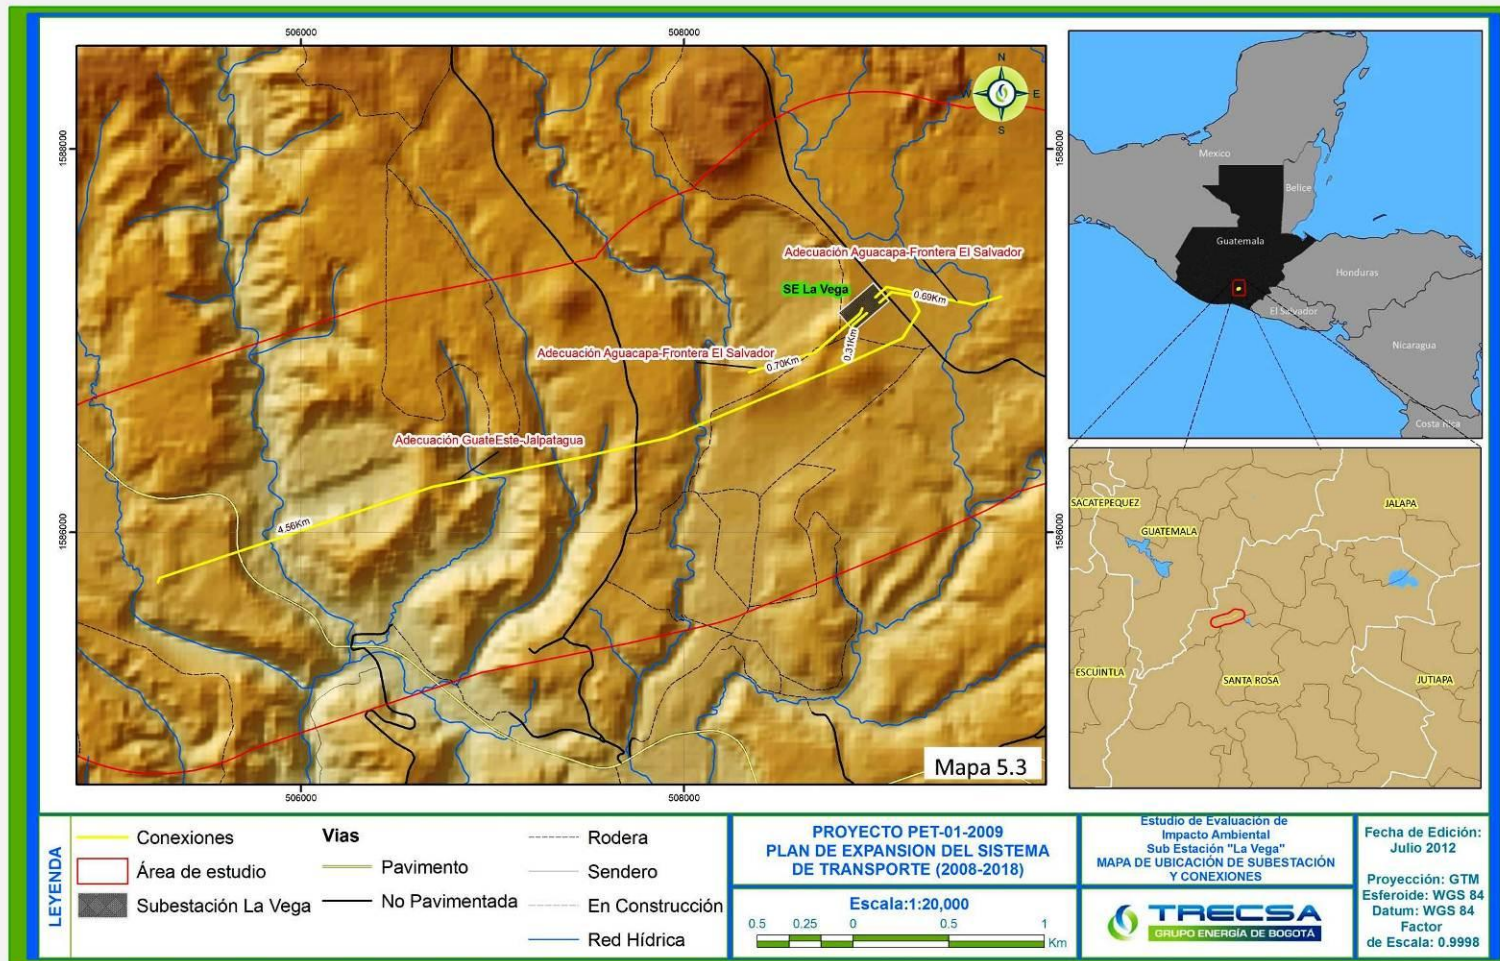 506000
508000
1588000
1588000
N
W
E
S
Adecuación Aguacapa-Frontera El Salvador
SE La Vega
0.69Km
0.31Km
Adecuación Aguacapa-Frontera El Salvador
0.70Km
Adecuación GuateEste-Jalpatagua
4.56Km
1586000
1586000
Mapa 5.3
506000
508000
Mexico
Belice
Guatemala
Honduras
El Salvador
Nicaragua
Costa rica
SACATEPEQUEZ
GUATEMALA
JALAPA
ESCUINTLA
SANTA ROSA
JUTIAPA
LEYENDA
Conexiones
Área de estudio
Subestación La Vega
Vias
Pavimento
No Pavimentada
Rodera
Sendero
En Construcción
Red Hídrica
PROYECTO PET-01-2009
PLAN DE EXPANSION DEL SISTEMA
DE TRANSPORTE (2008-2018)
Escala:1:20,000
0.5 0.25 0 0.5 1
Km
Estudio de Evaluación de
Impacto Ambiental
Sub Estación "La Vega"
MAPA DE UBICACIÓN DE SUBESTACIÓN
Y CONEXIONES
TRECSA
GRUPO ENERGÍA DE BOGOTÁ
Fecha de Edición:
Julio 2012
Proyección: GTM
Esferoide: WGS 84
Datum: WGS 84
Factor
de Escala: 0.9998